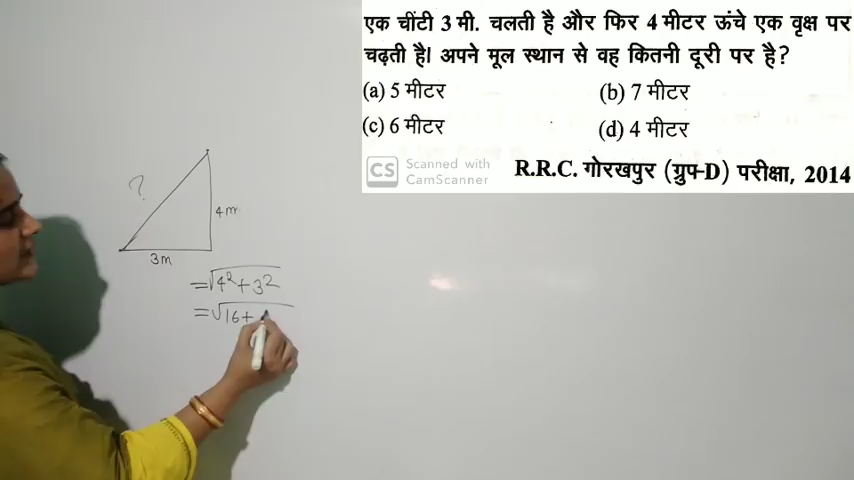 एक चींटी 3 मी. चलती है और फिर 4 मीटर ऊंचे एक वृक्ष पर
चढ़ती है। अपने मूल स्थान से वह कितनी दूरी पर है?
(a) 5 मीटर (b) 7 मीटर
(c) 6 मीटर (d) 4 मीटर
CS Scanned with
CamScanner
R.R.C. गोरखपुर (ग्रुप-D) परीक्षा, 2014
?
4m
3m
=√4²+3²
=√16+